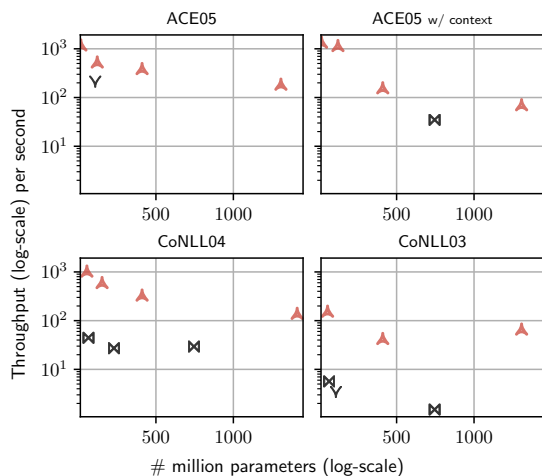 ACE05
ACE05 w/ context
10³
10²
10¹
500
1000
500
1000
CoNLL04
CoNLL03
10³
10²
10¹
500
1000
500
1000
Throughput (log-scale) per second
# million parameters (log-scale)